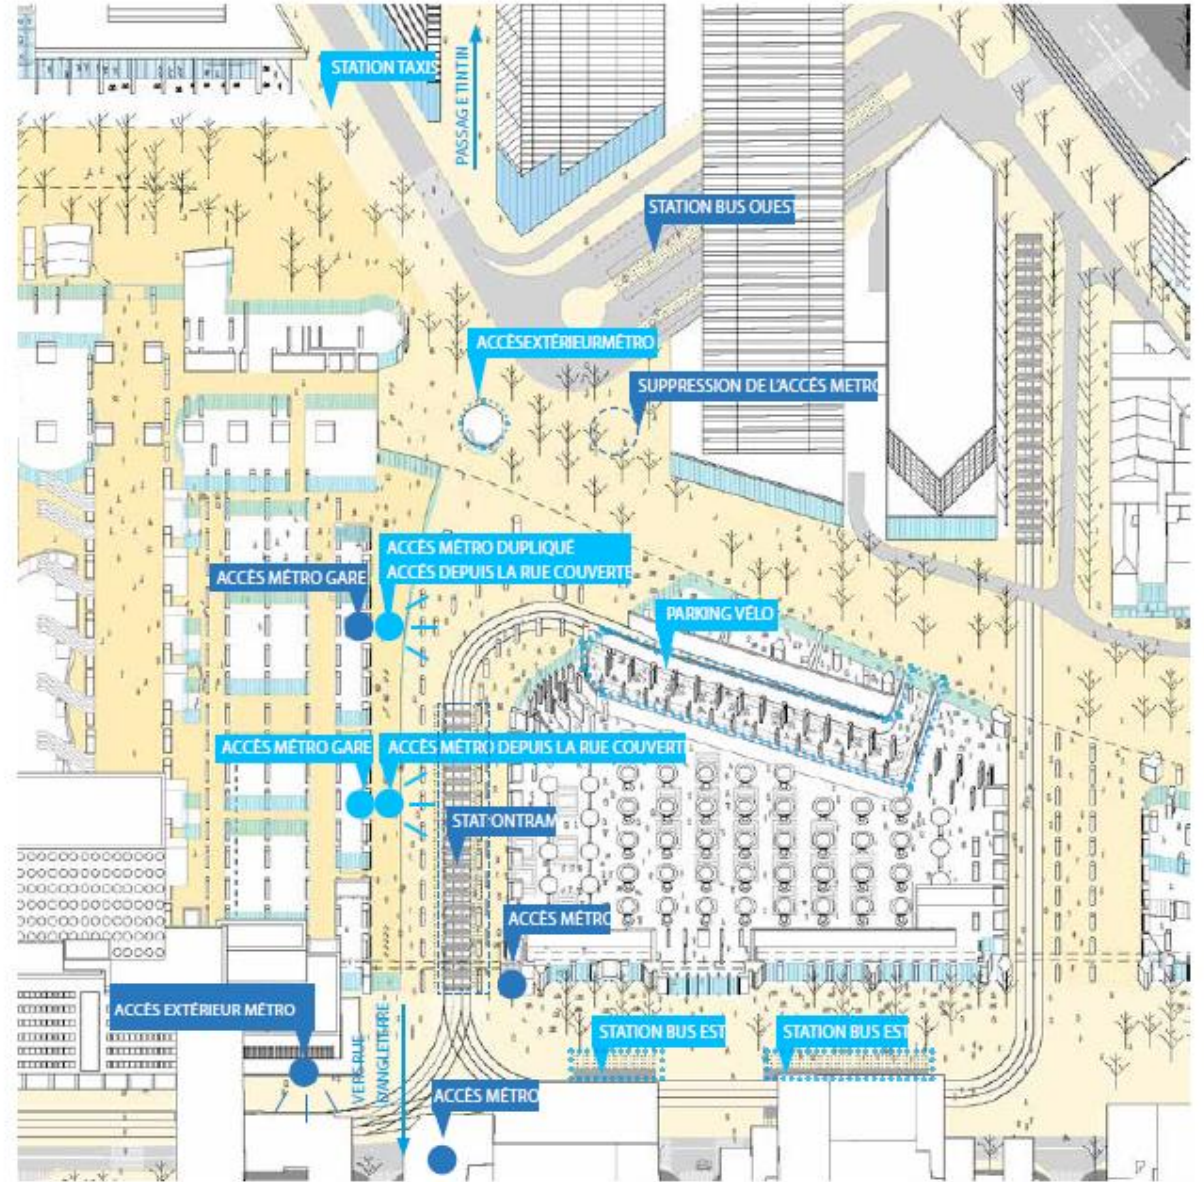 STATION TAXIS
PASSAGE TINTIN
STATION BUS OUEST
ACCÈSEXTÉRIEURMÉTRO
SUPPRESSION DE L'ACCÈS METRO
ACCÈS MÉTRO DUPLIQUÉ
ACCÈS DEPUIS LA RUE COUVERTE
ACCÈS MÉTRO GARE
PARKING VÉLO
ACCÈS MÉTRO GARE
ACCÈS MÉTRO DEPUIS LA RUE COUVERTE
STATIONTRAM
ACCÈS MÉTRO
ACCÈS EXTÉRIEUR MÉTRO
STATION BUS EST
STATION BUS EST
VERS RUE
D'ANGLETERRE
ACCÈS MÉTRO